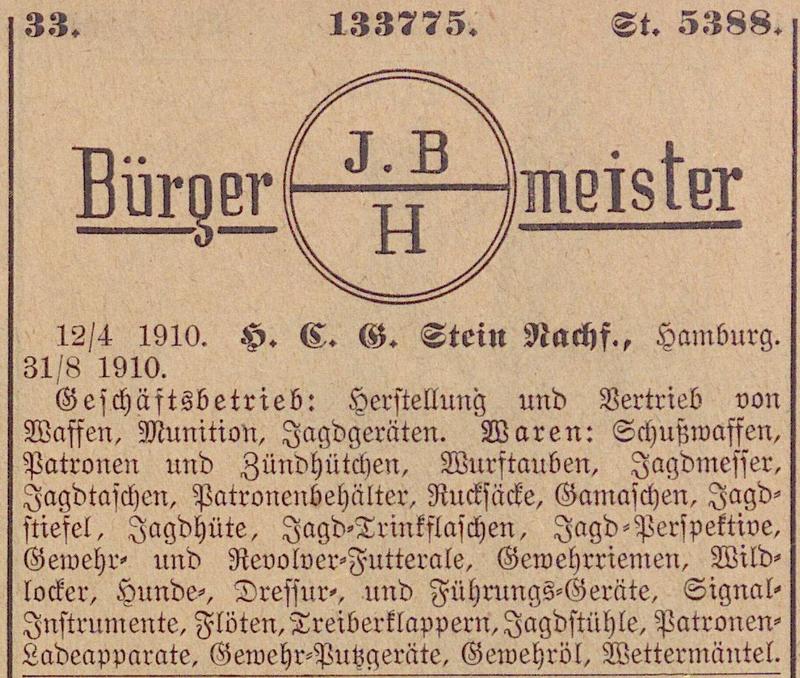 33. 133775. St. 5388.
Bürger J. B H meister
12/4 1910. H. C. G. Stein Nachf., Hamburg.
31/8 1910.
Geschäftsbetrieb: Herstellung und Vertrieb von
Waffen, Munition, Jagdgeräten. Waren: Schußwaffen,
Patronen und Zündhütchen, Wurftauben, Jagdmesser,
Jagdtaschen, Patronenbehälter, Rucksäcke, Gamaschen, Jagd-
stiefel, Jagdhüte, Jagd-Trinkflaschen, Jagd-Perspektive,
Gewehr- und Revolver-Futterale, Gewehrriemen, Wild-
locker, Hunde-, Dressur-, und Führungs-Geräte, Signal-
Instrumente, Flöten, Treiberklappern, Jagdstühle, Patronen-
Ladeapparate, Gewehr-Putzgeräte, Gewehröl, Wettermäntel.